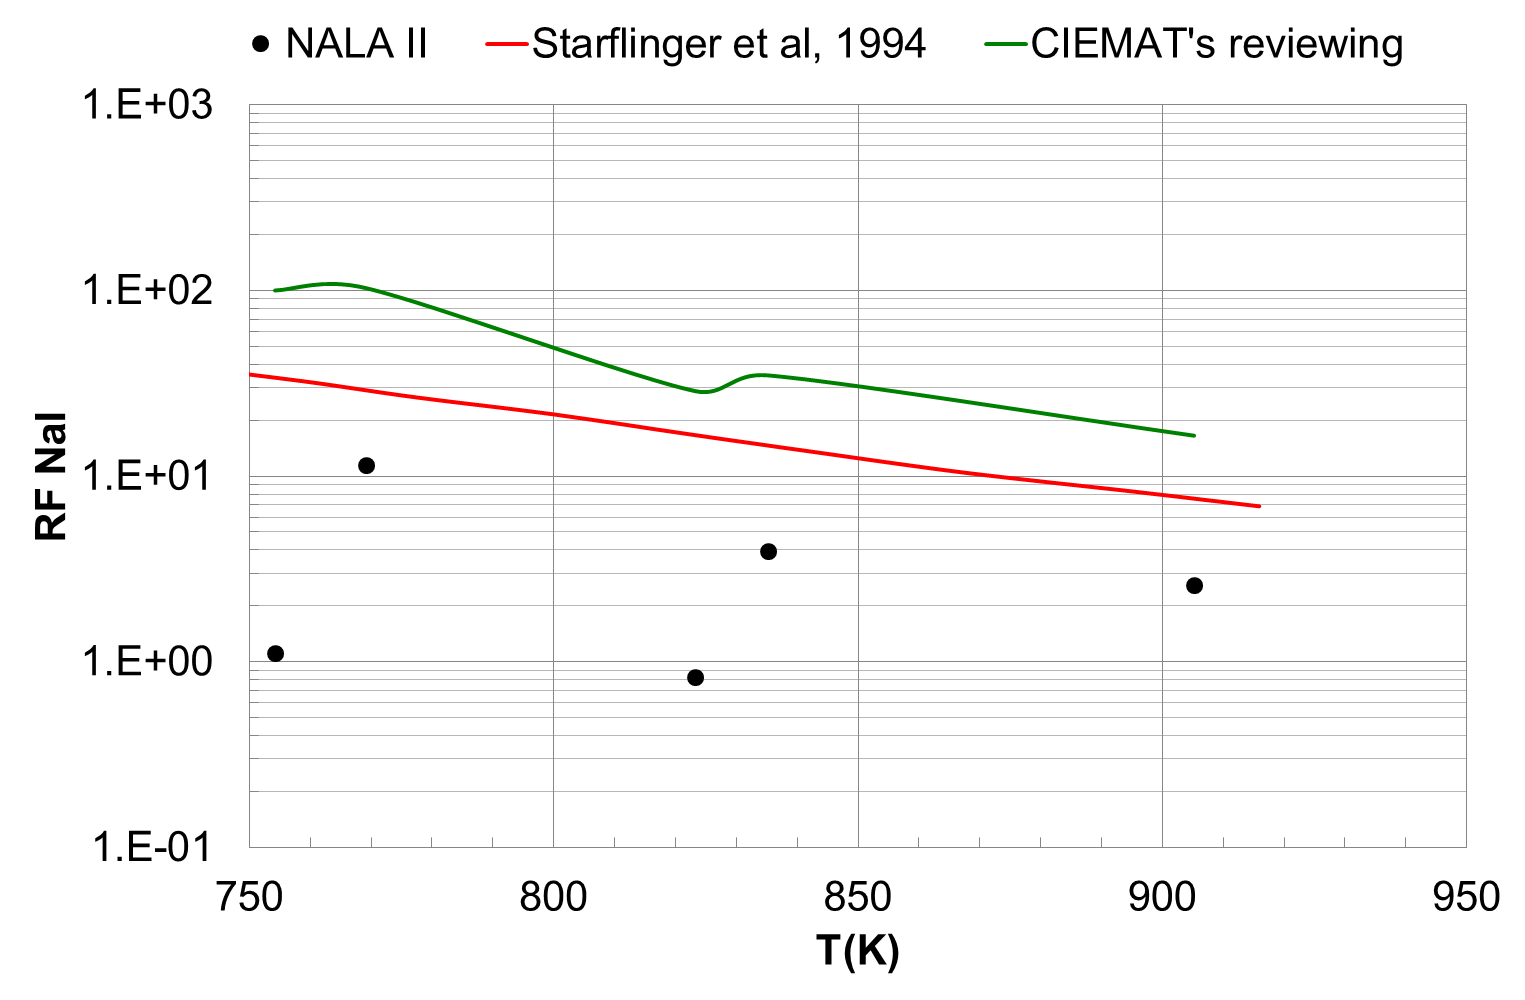 NALA II Starflinger et al, 1994 CIEMAT's reviewing
1.E+03
1.E+02
1.E+01
1.E+00
1.E-01
RF NaI
750 800 850 900 950
T(K)